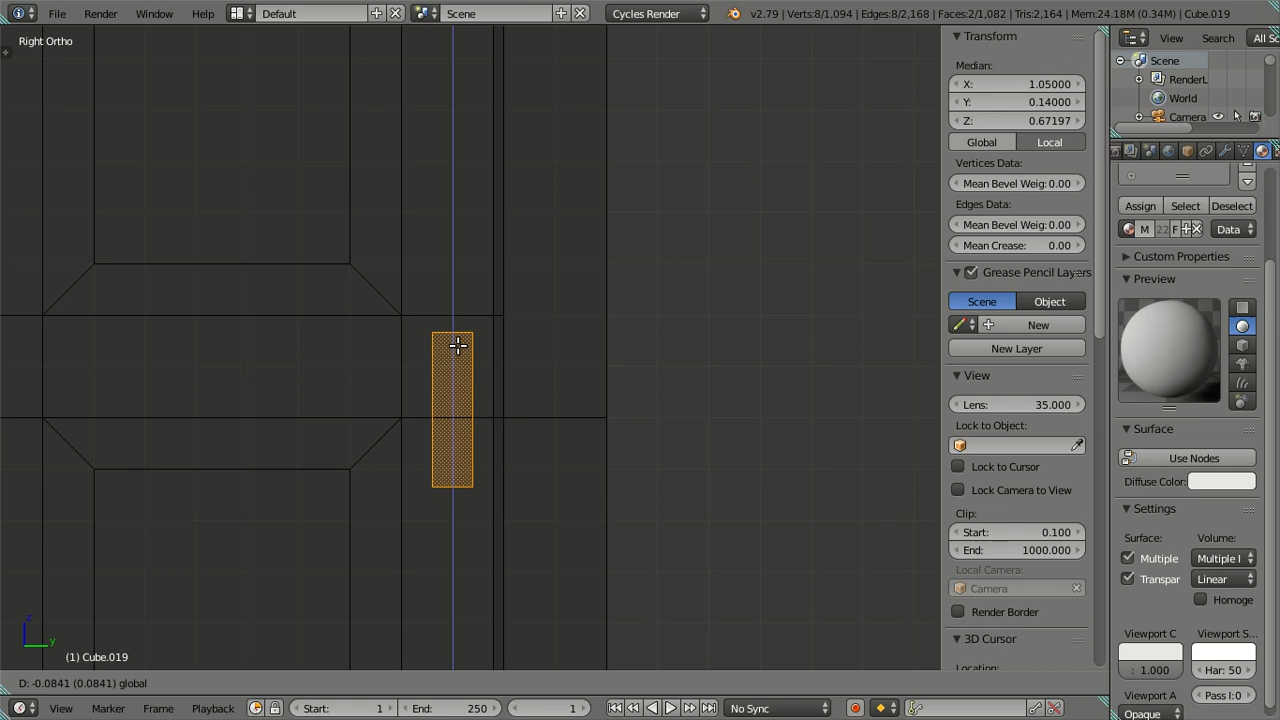 File Render Window Help Default Scene Cycles Render v2.79 | Verts:8/1,094 | Edges:8/2,168 | Faces:2/1,082 | Tris:2,164 | Mem:24.18M (0.34M) | Cube.019
Right Ortho
Transform
View Search All Sc
Median:
Scene
X: 1.05000
RenderL
Y: 0.14000
World
Z: 0.67197
Camera
Global Local
Vertices Data:
Mean Bevel Weig: 0.00
Edges Data:
Assign Select Deselect
Mean Bevel Weig: 0.00
M 22 F Data
Mean Crease: 0.00
Custom Properties
Grease Pencil Layers
Preview
Scene Object
New
New Layer
View
Lens: 35.000
Lock to Object:
Surface
Use Nodes
Lock to Cursor
Diffuse Color:
Lock Camera to View
Settings
Clip:
Surface: Volume:
Start: 0.100
Multiple Multiple I
End: 1000.000
Transpar Linear
Local Camera:
Homoge
Camera
Render Border
Viewport C Viewport S...
3D Cursor
z
y
(1) Cube.019
Location:
: 1.000 Har: 50
D: -0.0841 (0.0841) global
Viewport A Pass I:0
View Marker Frame Playback Start: 1 End: 250 1 No Sync
Opaque